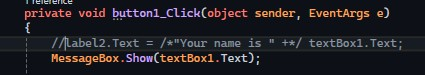 1 reference
private void button1_Click(object sender, EventArgs e)
{
//label2.Text = /*"Your name is " +*/ textBox1.Text;
MessageBox.Show(textBox1.Text);